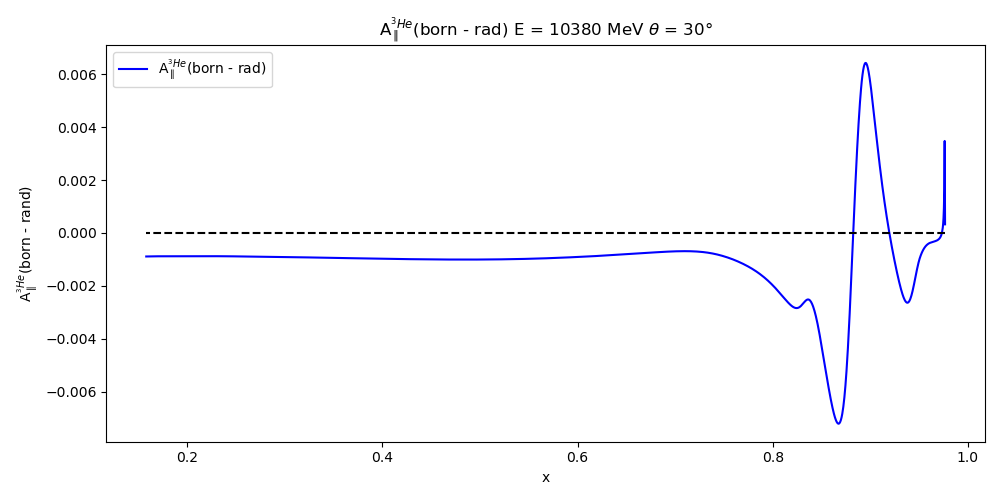 A∥³ᴴᵉ(born - rad) E = 10380 MeV θ = 30°
A∥³ᴴᵉ(born - rad)
0.006
0.004
0.002
0.000
−0.002
−0.004
−0.006
A∥³ᴴᵉ(born - rand)
0.2 0.4 0.6 0.8 1.0
x